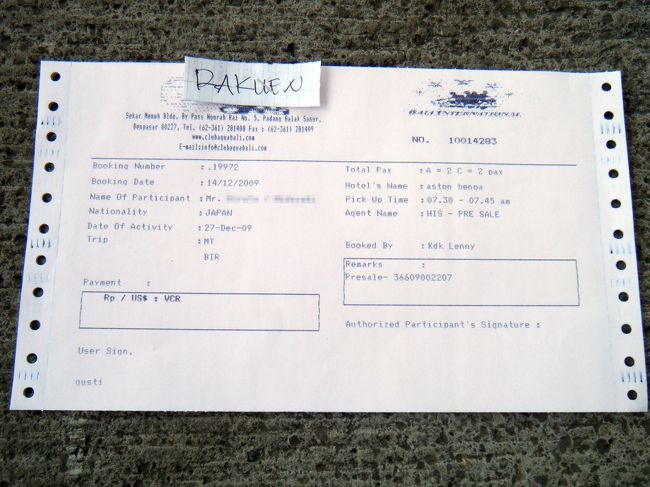 RAKUEN
Sekar Menuh Bldg. By Pass Ngurah Rai No. 5, Padang Galak Sanur,
Denpasar 80227, Telp. (62-361) 281408 Fax : (62-361) 281409
www.clubaquabali.com
E-mail:info@clubaquabali.com
BALI INTERNATIONAL
NO. 10014283
Booking Number : .19972
Booking Date : 14/12/2009
Name Of Participant : Mr.
Nationality : JAPAN
Date Of Activity : 27-Dec-09
Trip : MT
BIR
Payment :
Rp / US$ : VCR
User Sign.
gusti
Total Pax : A = 2 C = 2 pax
Hotel's Name : aston benoa
Pick Up Time : 07.30 - 07.45 am
Agent Name : HIS - PRE SALE
Booked By : Kdk Lenny
Remarks :
Presale- 36609002207
Authorized Participant's Signature :